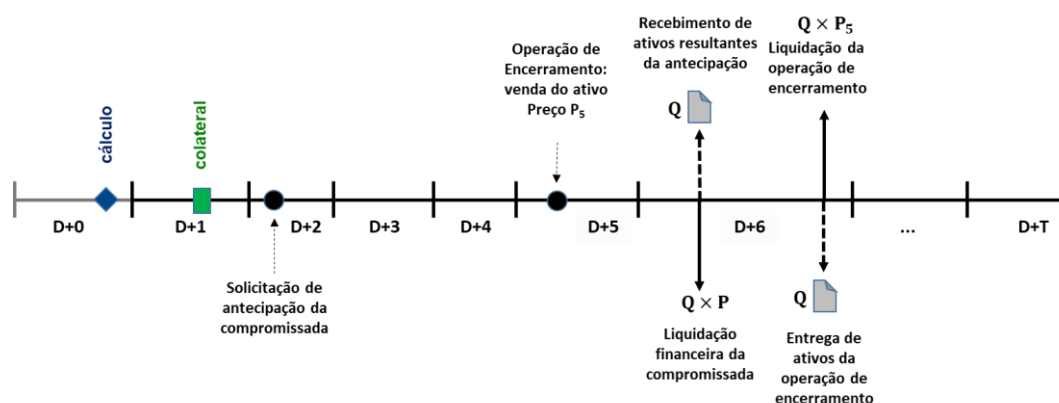 Recebimento de
ativos resultantes
da antecipação
Q
Q × P₅
Liquidação da
operação de
encerramento
Operação de
Encerramento:
venda do ativo
Preço P₅
cálculo
colateral
D+0
D+1
D+2
D+3
D+4
D+5
D+6
...
D+T
Solicitação de
antecipação da
compromissada
Q × P
Liquidação
financeira da
compromissada
Q
Entrega de
ativos da
operação de
encerramento